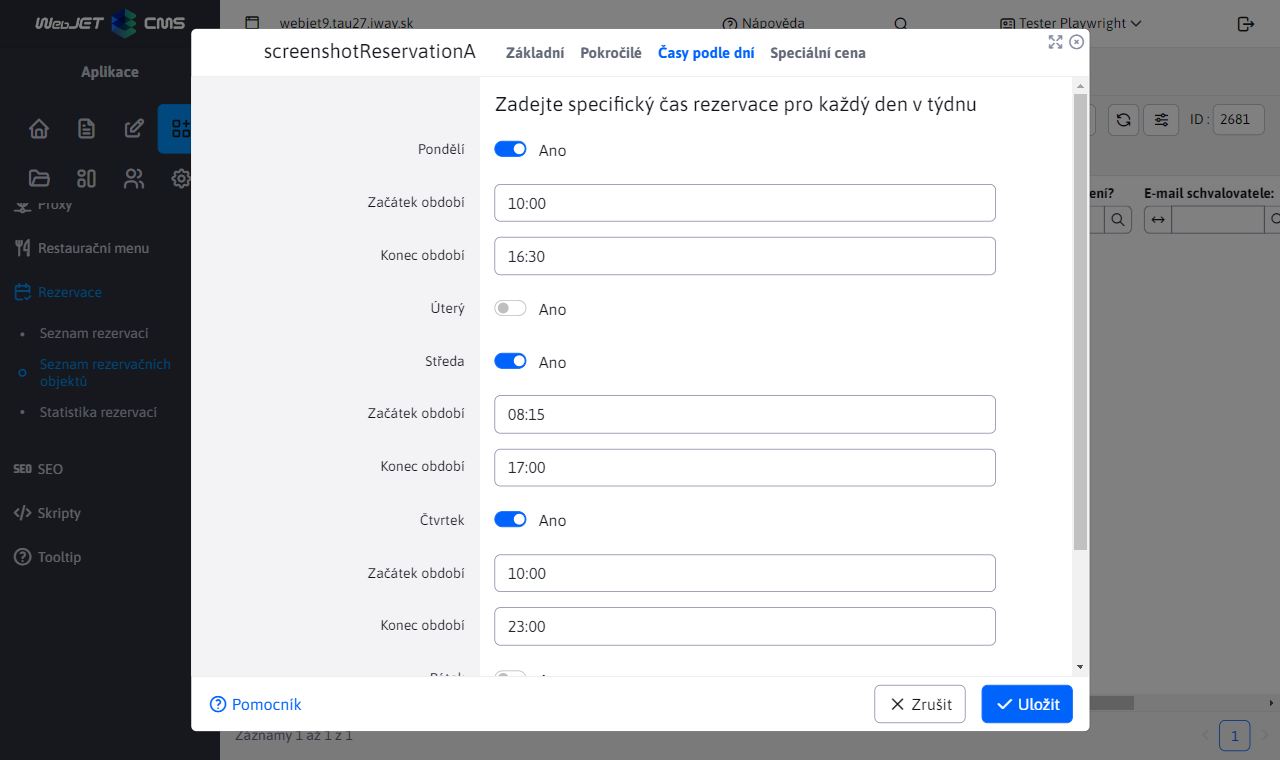 WebJET CMS
webjet9.tau27.iway.sk
Nápověda
Tester Playwright
screenshotReservationA
Základní
Pokročilé
Časy podle dní
Speciální cena
Aplikace
Zadejte specifický čas rezervace pro každý den v týdnu
ID :
2681
Pondělí
Ano
ení?
E-mail schvalovatele:
Začátek období
10:00
Proxy
Restaurační menu
Konec období
16:30
Rezervace
Úterý
Ano
Seznam rezervací
Středa
Ano
Seznam rezervačních
objektů
Statistika rezervací
Začátek období
08:15
SEO
Konec období
17:00
Skripty
Čtvrtek
Ano
Tooltip
Začátek období
10:00
Konec období
23:00
Pomocník
Zrušit
Uložit
Záznamy 1 až 1 z 1
1